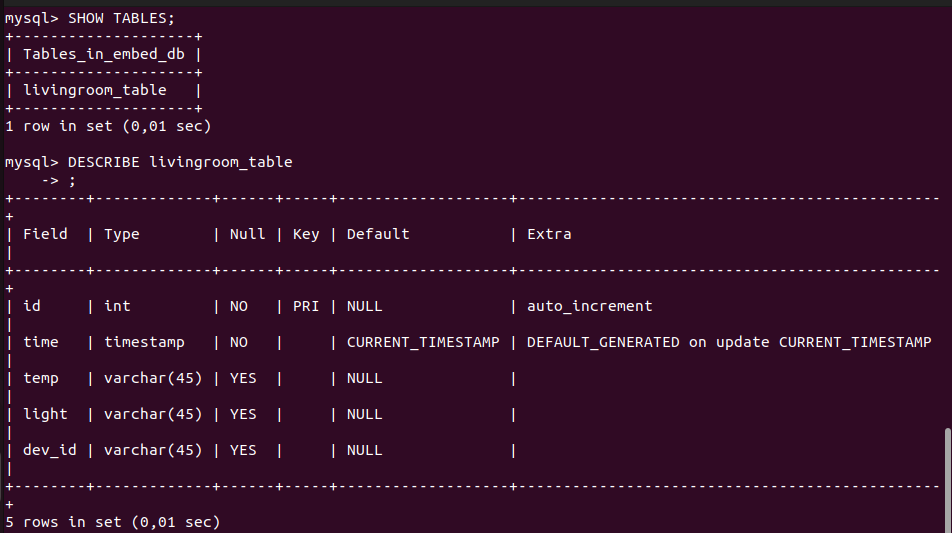 mysql> SHOW TABLES;
+--------------------+
| Tables_in_embed_db |
+--------------------+
| livingroom_table   |
+--------------------+
1 row in set (0,01 sec)

mysql> DESCRIBE livingroom_table
    -> ;
+--------+-------------+------+-----+-------------------+-----------------------------------------------
+
| Field  | Type        | Null | Key | Default           | Extra
|
+--------+-------------+------+-----+-------------------+-----------------------------------------------
+
| id     | int         | NO   | PRI | NULL              | auto_increment
|
| time   | timestamp   | NO   |     | CURRENT_TIMESTAMP | DEFAULT_GENERATED on update CURRENT_TIMESTAMP
|
| temp   | varchar(45) | YES  |     | NULL              |
|
| light  | varchar(45) | YES  |     | NULL              |
|
| dev_id | varchar(45) | YES  |     | NULL              |
|
+--------+-------------+------+-----+-------------------+-----------------------------------------------
+
5 rows in set (0,01 sec)